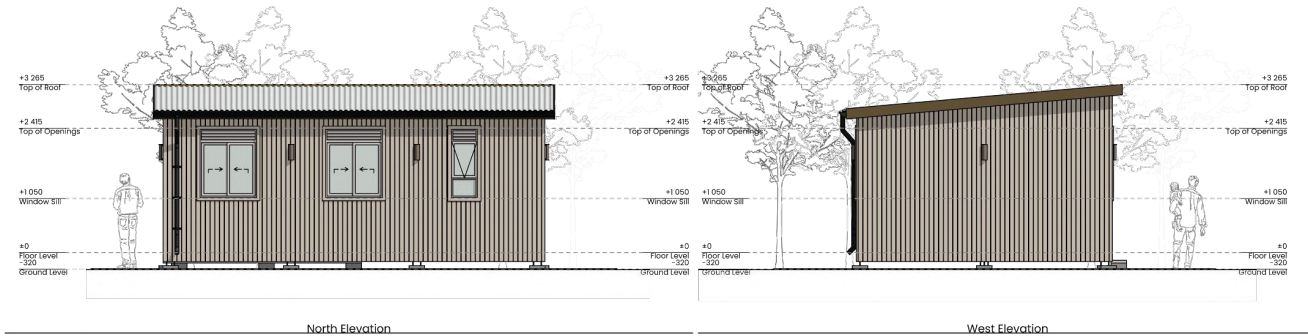 +3 265
Top of Roof
+2 415
Top of Openings
+1 050
Window Sill
±0
Floor Level
-320
Ground Level
+3 265
Top of Roof
+2 415
Top of Openings
+1 050
Window Sill
±0
Floor Level
-320
Ground Level
North Elevation
+3 265
Top of Roof
+2 415
Top of Openings
+1 050
Window Sill
±0
Floor Level
-320
Ground Level
+3 265
Top of Roof
+2 415
Top of Openings
+1 050
Window Sill
±0
Floor Level
-320
Ground Level
West Elevation